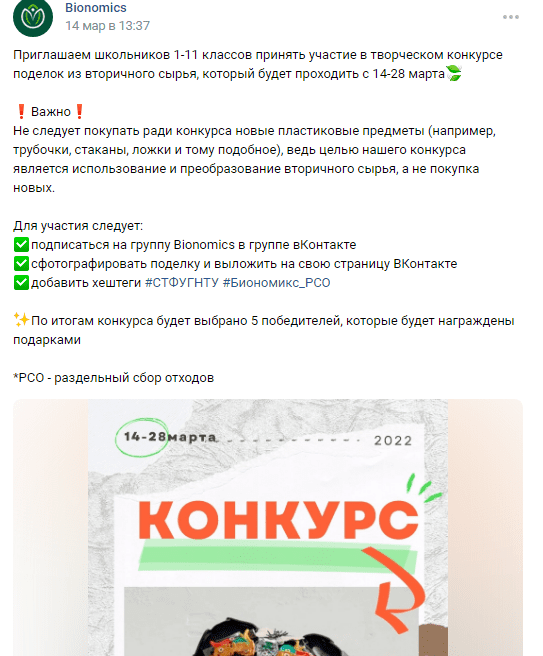 Bionomics
14 мар в 13:37
Приглашаем школьников 1-11 классов принять участие в творческом конкурсе
поделок из вторичного сырья, который будет проходить с 14-28 марта🍃
❗Важно❗
Не следует покупать ради конкурса новые пластиковые предметы (например,
трубочки, стаканы, ложки и тому подобное), ведь целью нашего конкурса
является использование и преобразование вторичного сырья, а не покупка
новых.
Для участия следует:
✅подписаться на группу Bionomics в группе вКонтакте
✅сфотографировать поделку и выложить на свою страницу ВКонтакте
✅добавить хештеги #СТФУГНТУ #Биономикс_РСО
✨По итогам конкурса будет выбрано 5 победителей, которые будет награждены
подарками
*РСО - раздельный сбор отходов
14-28марта 2022
КОНКУРС